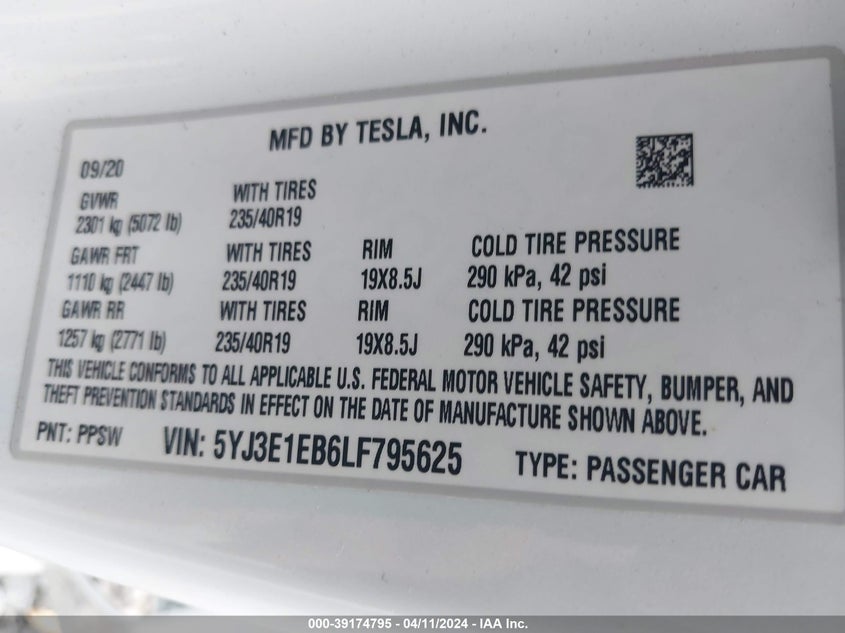 MFD BY TESLA, INC.
09/20
GVWR WITH TIRES
2301 kg (5072 lb) 235/40R19
GAWR FRT WITH TIRES RIM COLD TIRE PRESSURE
1110 kg (2447 lb) 235/40R19 19X8.5J 290 kPa, 42 psi
GAWR RR WITH TIRES RIM COLD TIRE PRESSURE
1257 kg (2771 lb) 235/40R19 19X8.5J 290 kPa, 42 psi
THIS VEHICLE CONFORMS TO ALL APPLICABLE U.S. FEDERAL MOTOR VEHICLE SAFETY, BUMPER, AND
THEFT PREVENTION STANDARDS IN EFFECT ON THE DATE OF MANUFACTURE SHOWN ABOVE.
PNT: PPSW VIN: 5YJ3E1EB6LF795625 TYPE: PASSENGER CAR
000-39174795 - 04/11/2024 - IAA Inc.